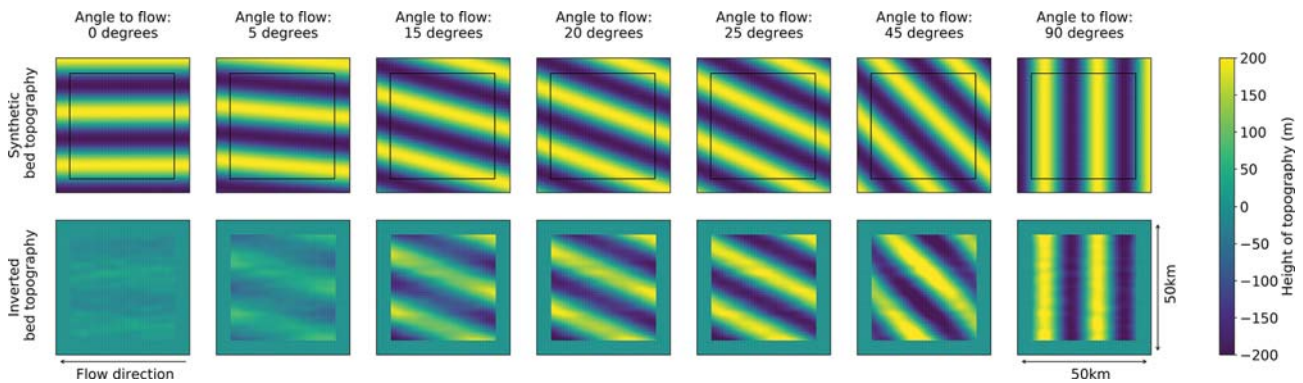 Angle to flow:
0 degrees
Angle to flow:
5 degrees
Angle to flow:
15 degrees
Angle to flow:
20 degrees
Angle to flow:
25 degrees
Angle to flow:
45 degrees
Angle to flow:
90 degrees
Synthetic
bed topography
Inverted
bed topography
Flow direction
50km
50km
200
150
100
50
0
−50
−100
−150
−200
Height of topography (m)